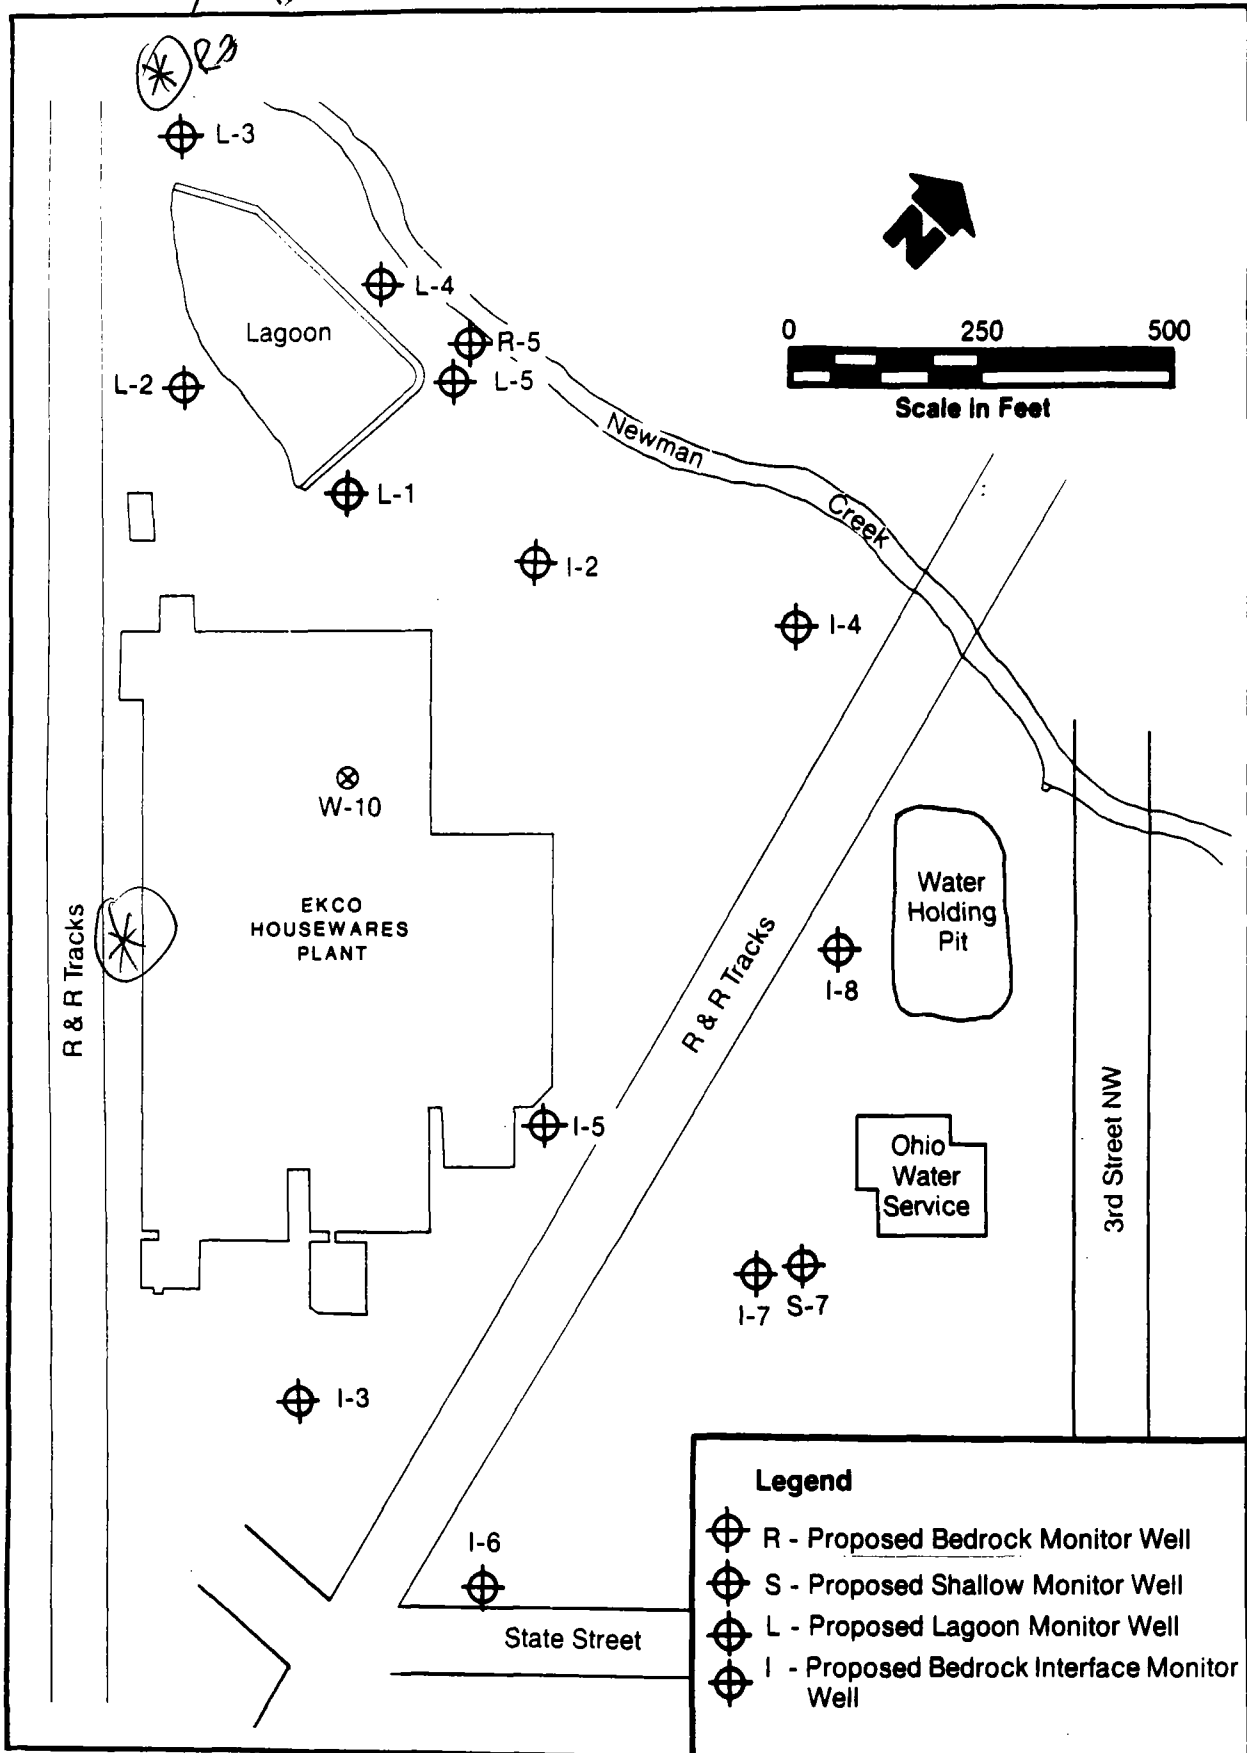 R3
L-3
N
L-4
0 250 500
Scale In Feet
Lagoon
R-5
L-2
L-5
Newman
L-1
Creek
I-2
I-4
W-10
EKCO
HOUSEWARES
PLANT
R & R Tracks
Water
Holding
Pit
R & R Tracks
I-8
I-5
Ohio
Water
Service
3rd Street NW
I-7
S-7
I-3
I-6
State Street
Legend
R - Proposed Bedrock Monitor Well
S - Proposed Shallow Monitor Well
L - Proposed Lagoon Monitor Well
I - Proposed Bedrock Interface Monitor
Well